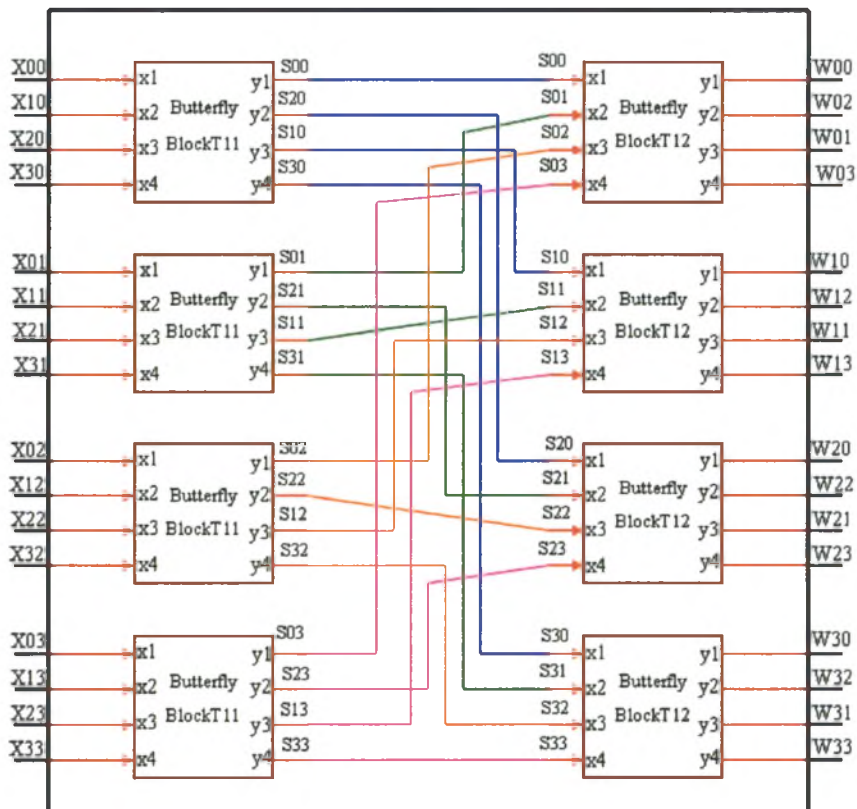 X00 x1 y1 S00 S00 x1 y1 W00
X10 x2 Butterfly y2 S20 S01 x2 Butterfly y2 W02
X20 x3 BlockT11 y3 S10 S02 x3 BlockT12 y3 W01
X30 x4 y4 S30 S03 x4 y4 W03
X01 x1 y1 S01 S10 x1 y1 W10
X11 x2 Butterfly y2 S21 S11 x2 Butterfly y2 W12
X21 x3 BlockT11 y3 S11 S12 x3 BlockT12 y3 W11
X31 x4 y4 S31 S13 x4 y4 W13
X02 x1 y1 S02 S20 x1 y1 W20
X12 x2 Butterfly y2 S22 S21 x2 Butterfly y2 W22
X22 x3 BlockT11 y3 S12 S22 x3 BlockT12 y3 W21
X32 x4 y4 S32 S23 x4 y4 W23
X03 x1 y1 S03 S30 x1 y1 W30
X13 x2 Butterfly y2 S23 S31 x2 Butterfly y2 W32
X23 x3 BlockT11 y3 S13 S32 x3 BlockT12 y3 W31
X33 x4 y4 S33 S33 x4 y4 W33